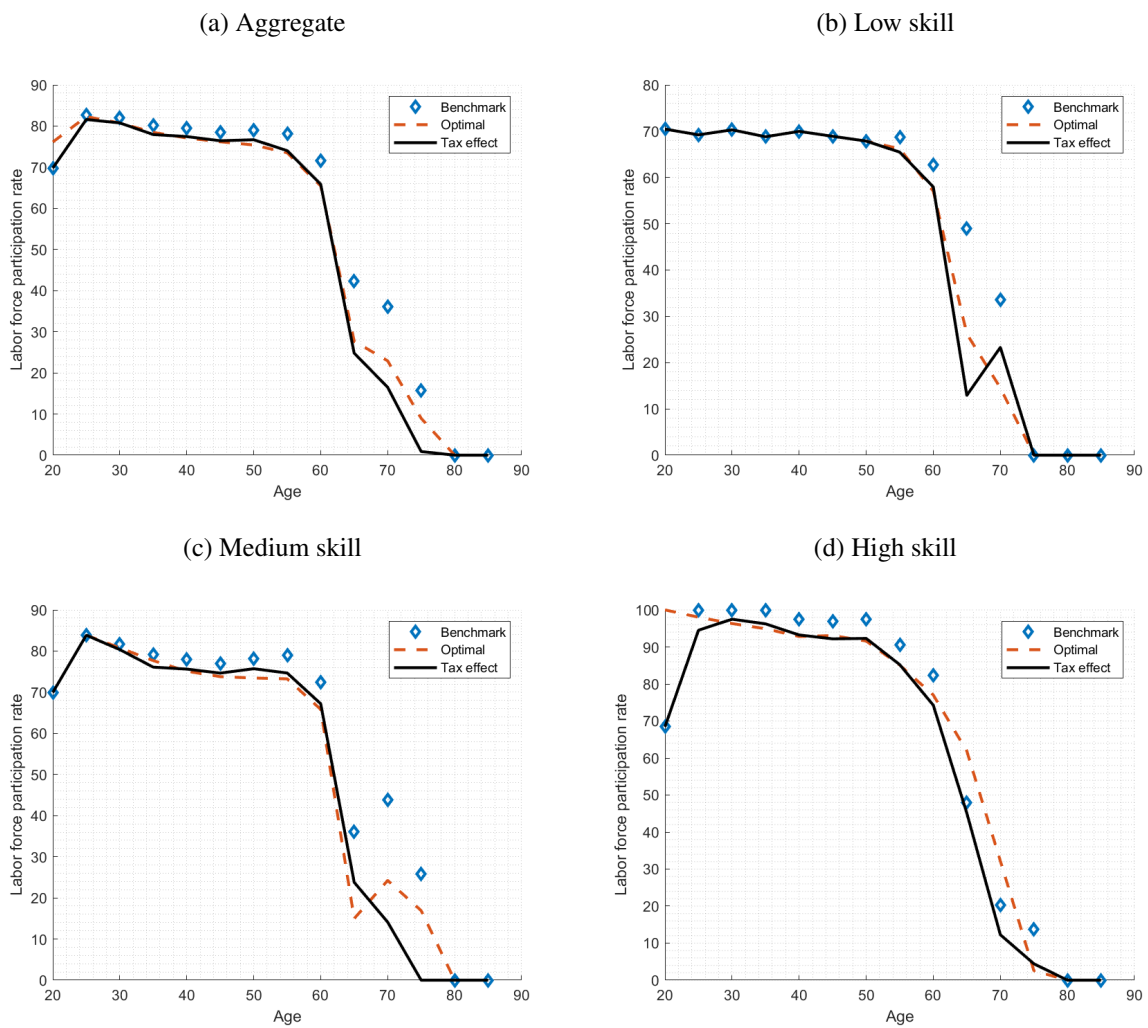 (a) Aggregate
90
80
70
60
50
40
30
20
10
0
Labor force participation rate
Benchmark
Optimal
Tax effect
20 30 40 50 60 70 80 90
Age
(b) Low skill
80
70
60
50
40
30
20
10
0
Labor force participation rate
Benchmark
Optimal
Tax effect
20 30 40 50 60 70 80 90
Age
(c) Medium skill
90
80
70
60
50
40
30
20
10
0
Labor force participation rate
Benchmark
Optimal
Tax effect
20 30 40 50 60 70 80 90
Age
(d) High skill
100
90
80
70
60
50
40
30
20
10
0
Labor force participation rate
Benchmark
Optimal
Tax effect
20 30 40 50 60 70 80 90
Age